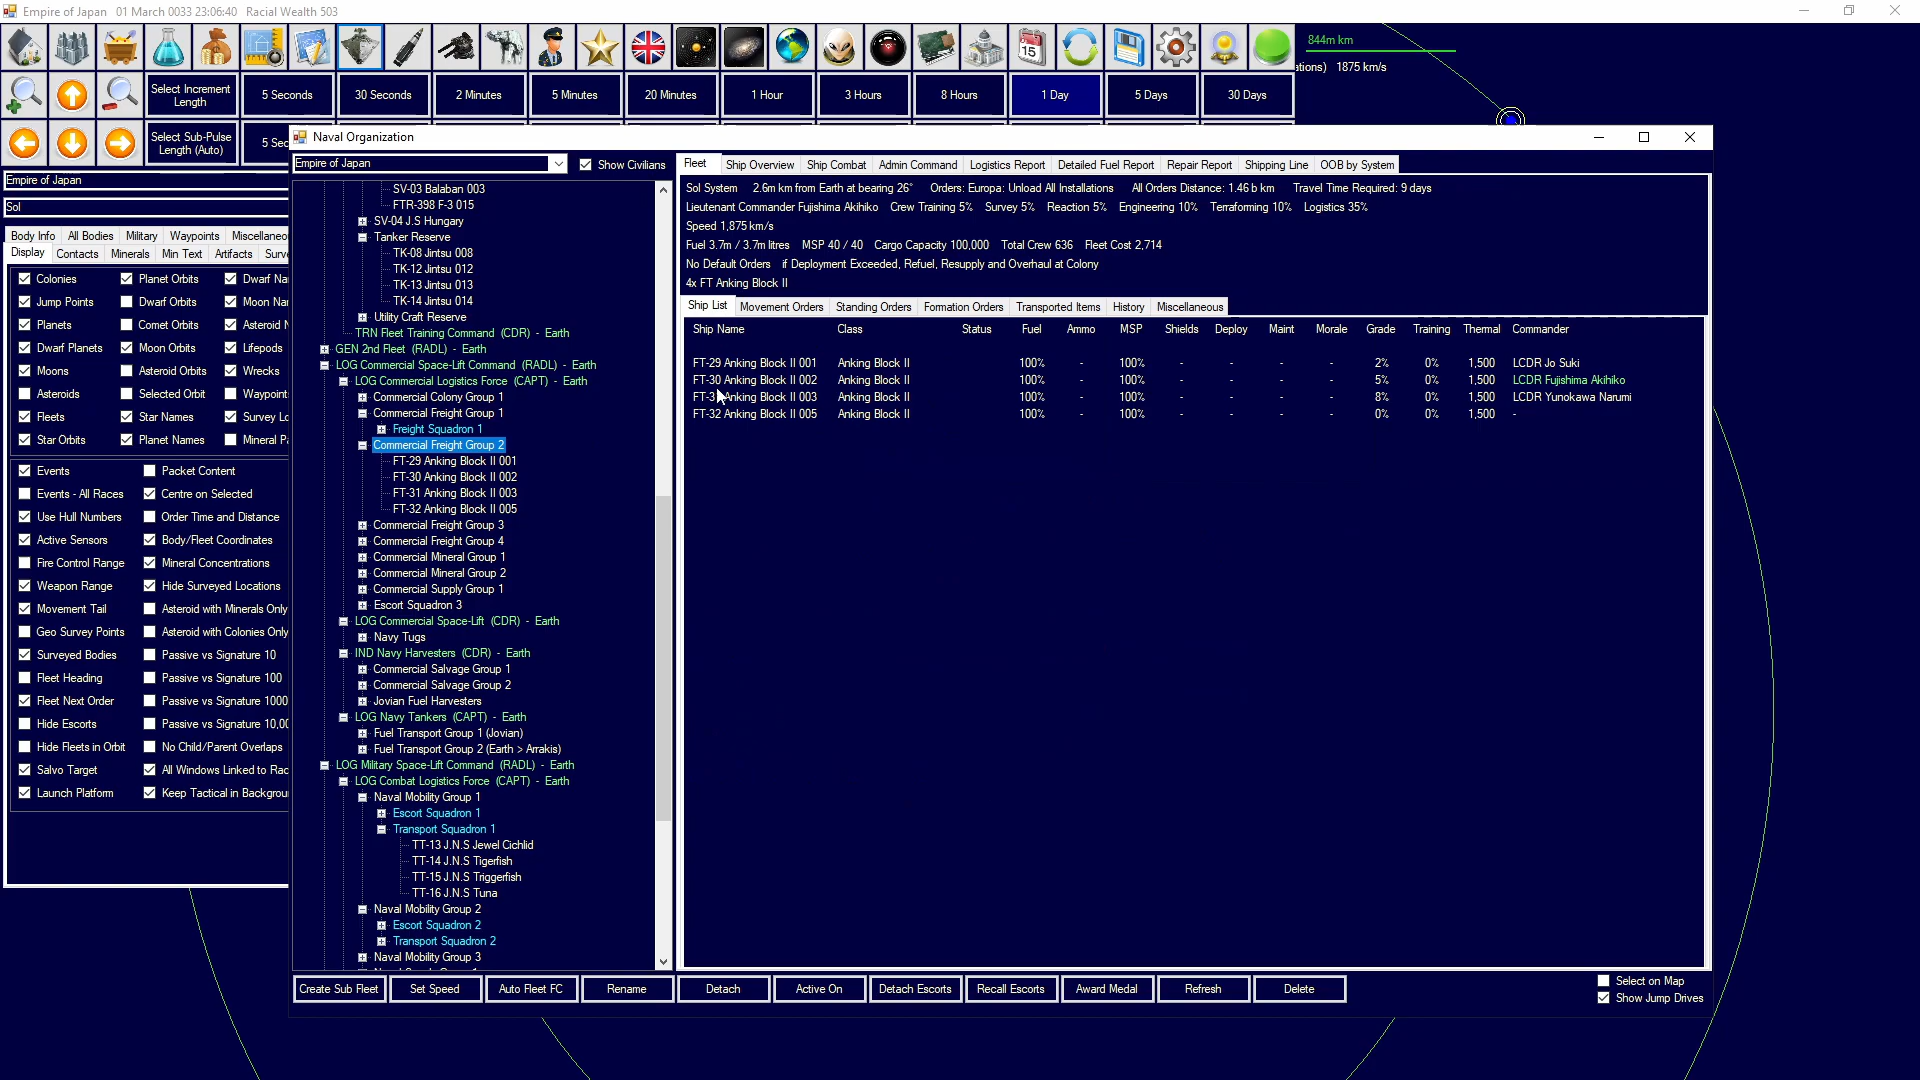 Empire of Japan   01 March 0033 23:06:40   Racial Wealth 503
844m km
ations)   1875 km/s
Select Increment Length
5 Seconds
30 Seconds
2 Minutes
5 Minutes
20 Minutes
1 Hour
3 Hours
8 Hours
1 Day
5 Days
30 Days
Select Sub-Pulse Length (Auto)
5 Sec
Empire of Japan
Sol
Body Info   All Bodies   Military   Waypoints   Miscellaneou
Display   Contacts   Minerals   Min Text   Artifacts   Surv
Colonies   Planet Orbits   Dwarf Na
Jump Points   Dwarf Orbits   Moon Nar
Planets   Comet Orbits   Asteroid N
Dwarf Planets   Moon Orbits   Lifepods
Moons   Asteroid Orbits   Wrecks
Asteroids   Selected Orbit   Waypoint
Fleets   Star Names   Survey Lo
Star Orbits   Planet Names   Mineral Pa
Events   Packet Content
Events - All Races   Centre on Selected
Use Hull Numbers   Order Time and Distance
Active Sensors   Body/Fleet Coordinates
Fire Control Range   Mineral Concentrations
Weapon Range   Hide Surveyed Locations
Movement Tail   Asteroid with Minerals Only
Geo Survey Points   Asteroid with Colonies Only
Surveyed Bodies   Passive vs Signature 10
Fleet Heading   Passive vs Signature 100
Fleet Next Order   Passive vs Signature 1000
Hide Escorts   Passive vs Signature 10,00
Hide Fleets in Orbit   No Child/Parent Overlaps
Salvo Target   All Windows Linked to Rac
Launch Platform   Keep Tactical in Backgrou
Naval Organization
Empire of Japan   Show Civilians
SV-03 Balaban 003
FTR-398 F-3 015
SV-04 J.S Hungary
Tanker Reserve
TK-08 Jintsu 008
TK-12 Jintsu 012
TK-13 Jintsu 013
TK-14 Jintsu 014
Utility Craft Reserve
TRN Fleet Training Command (CDR) - Earth
GEN 2nd Fleet (RADL) - Earth
LOG Commercial Space-Lift Command (RADL) - Earth
LOG Commercial Logistics Force (CAPT) - Earth
Commercial Colony Group 1
Commercial Freight Group 1
Freight Squadron 1
Commercial Freight Group 2
FT-29 Anking Block II 001
FT-30 Anking Block II 002
FT-31 Anking Block II 003
FT-32 Anking Block II 005
Commercial Freight Group 3
Commercial Freight Group 4
Commercial Mineral Group 1
Commercial Mineral Group 2
Commercial Supply Group 1
Escort Squadron 3
LOG Commercial Space-Lift (CDR) - Earth
Navy Tugs
IND Navy Harvesters (CDR) - Earth
Commercial Salvage Group 1
Commercial Salvage Group 2
Jovian Fuel Harvesters
LOG Navy Tankers (CAPT) - Earth
Fuel Transport Group 1 (Jovian)
Fuel Transport Group 2 (Earth > Arrakis)
LOG Military Space-Lift Command (RADL) - Earth
LOG Combat Logistics Force (CAPT) - Earth
Naval Mobility Group 1
Escort Squadron 1
Transport Squadron 1
TT-13 J.N.S Jewel Cichlid
TT-14 J.N.S Tigerfish
TT-15 J.N.S Triggerfish
TT-16 J.N.S Tuna
Naval Mobility Group 2
Escort Squadron 2
Transport Squadron 2
Naval Mobility Group 3
Fleet   Ship Overview   Ship Combat   Admin Command   Logistics Report   Detailed Fuel Report   Repair Report   Shipping Line   OOB by System
Sol System   2.6m km from Earth at bearing 26°   Orders: Europa: Unload All Installations   All Orders Distance: 1.46 b km   Travel Time Required: 9 days
Lieutenant Commander Fujishima Akihiko   Crew Training 5%   Survey 5%   Reaction 5%   Engineering 10%   Terraforming 10%   Logistics 35%
Speed 1,875 km/s
Fuel 3.7m / 3.7m litres   MSP 40 / 40   Cargo Capacity 100,000   Total Crew 636   Fleet Cost 2,714
No Default Orders   if Deployment Exceeded, Refuel, Resupply and Overhaul at Colony
4x FT Anking Block II
Ship List   Movement Orders   Standing Orders   Formation Orders   Transported Items   History   Miscellaneous
Ship Name   Class   Status   Fuel   Ammo   MSP   Shields   Deploy   Maint   Morale   Grade   Training   Thermal   Commander
FT-29 Anking Block II 001   Anking Block II   100%   -   100%   -   -   -   -   2%   0%   1,500   LCDR Jo Suki
FT-30 Anking Block II 002   Anking Block II   100%   -   100%   -   -   -   -   5%   0%   1,500   LCDR Fujishima Akihiko
FT-3 Anking Block II 003   Anking Block II   100%   -   100%   -   -   -   -   8%   0%   1,500   LCDR Yunokawa Narumi
FT-32 Anking Block II 005   Anking Block II   100%   -   100%   -   -   -   -   0%   0%   1,500   -
Create Sub Fleet   Set Speed   Auto Fleet FC   Rename   Detach   Active On   Detach Escorts   Recall Escorts   Award Medal   Refresh   Delete
Select on Map
Show Jump Drives